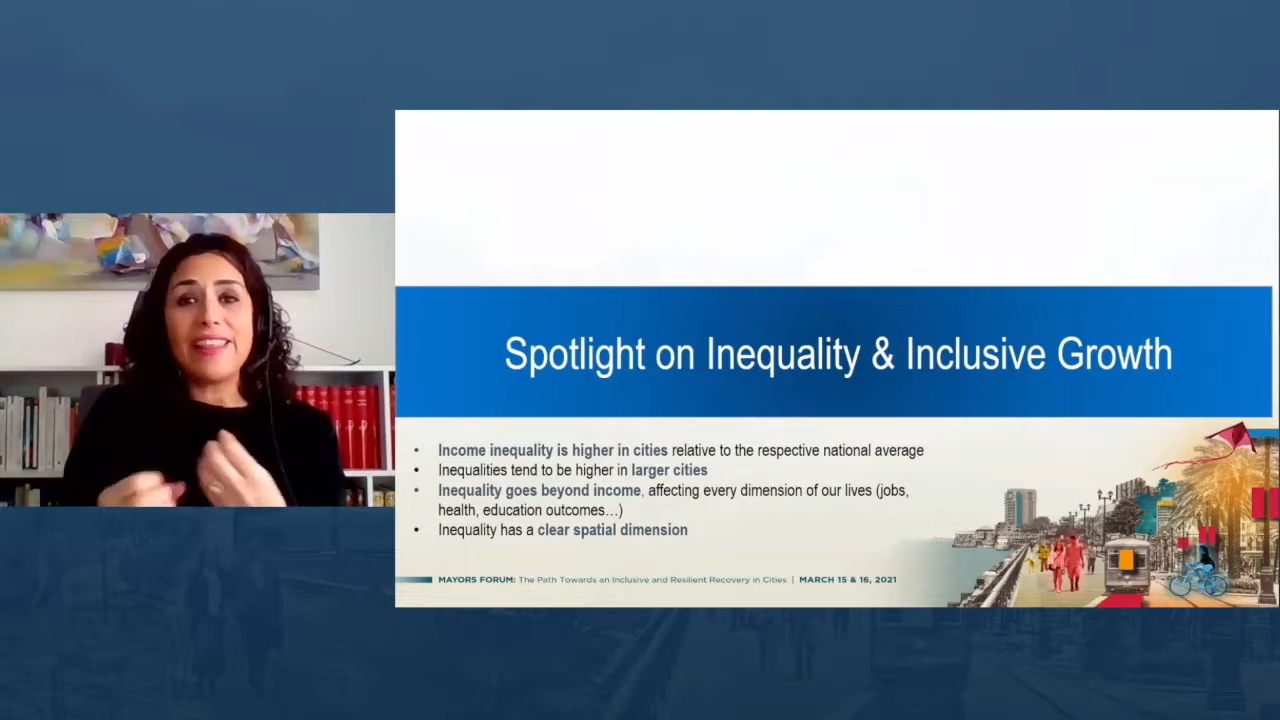 Spotlight on Inequality & Inclusive Growth
• Income inequality is higher in cities relative to the respective national average
• Inequalities tend to be higher in larger cities
• Inequality goes beyond income, affecting every dimension of our lives (jobs,
health, education outcomes…)
• Inequality has a clear spatial dimension
MAYORS FORUM: The Path Towards an Inclusive and Resilient Recovery in Cities | MARCH 15 & 16, 2021